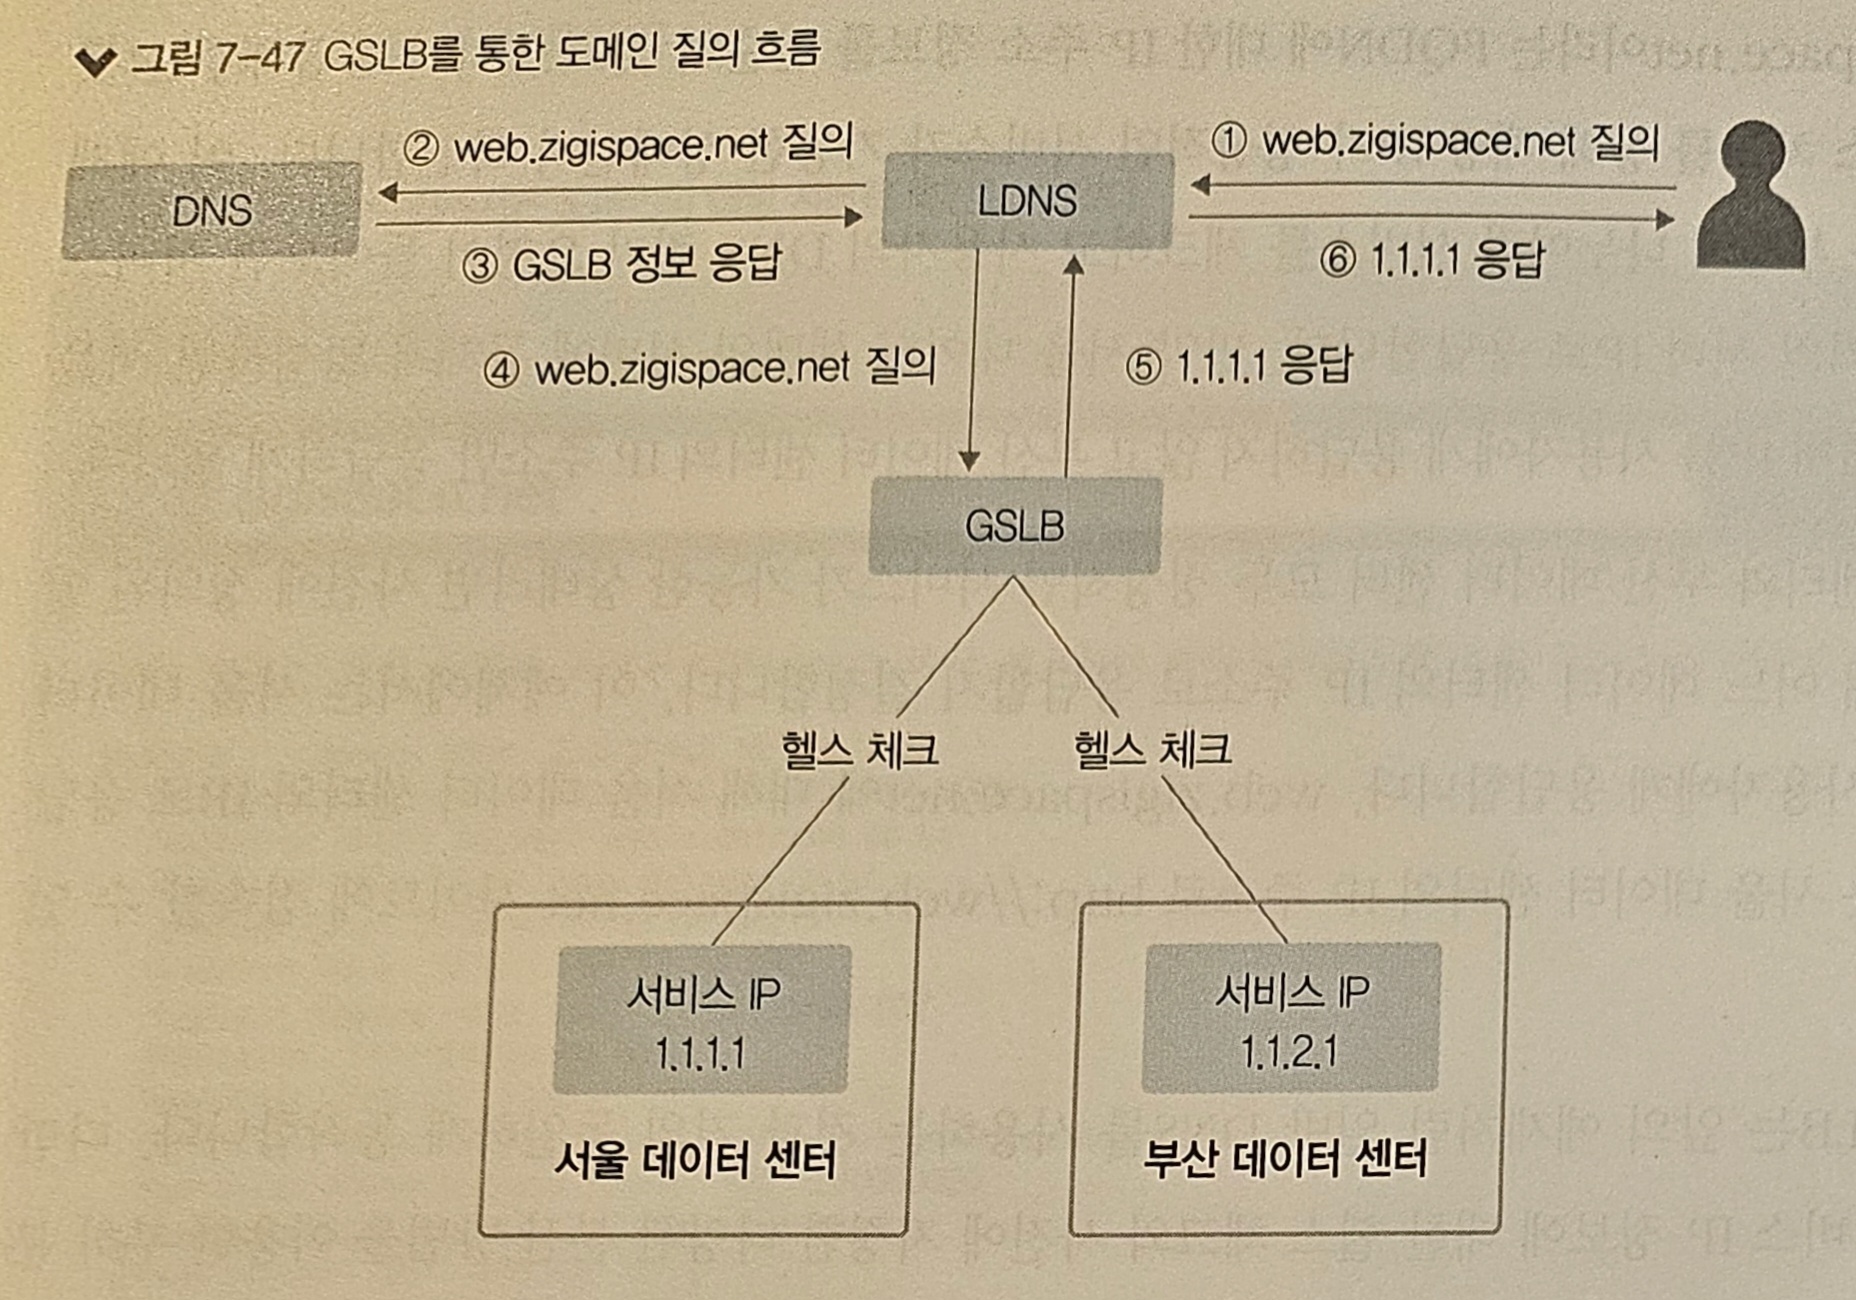 그림 7-47 GSLB를 통한 도메인 질의 흐름
② web.zigispace.net 질의
① web.zigispace.net 질의
DNS
LDNS
③ GSLB 정보 응답
⑥ 1.1.1.1 응답
④ web.zigispace.net 질의
⑤ 1.1.1.1 응답
GSLB
헬스 체크
헬스 체크
서비스 IP
1.1.1.1
서울 데이터 센터
서비스 IP
1.1.2.1
부산 데이터 센터